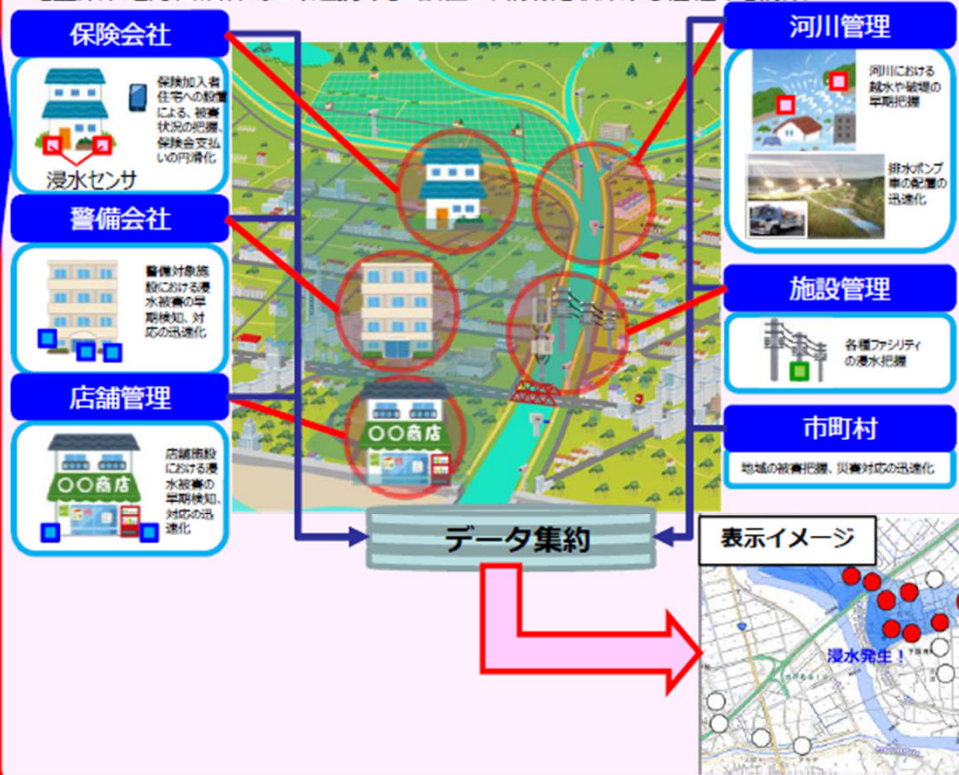 保険会社
保険加入者
住宅への設置
による、被害
状況の把握、
保険金支払
いの円滑化
浸水センサ
警備会社
警備対象施
設における浸
水被害の早
期検知、対
応の迅速化
店舗管理
〇〇商店
店舗施設
における浸
水被害の
早期検知、
対応の迅
速化
〇〇商店
河川管理
河川における
越水や破堤の
早期把握
排水ポンプ
車の配置の
迅速化
施設管理
各種ファシリティ
の浸水把握
市町村
地域の被害把握、災害対応の迅速化
データ集約
表示イメージ
浸水発生！